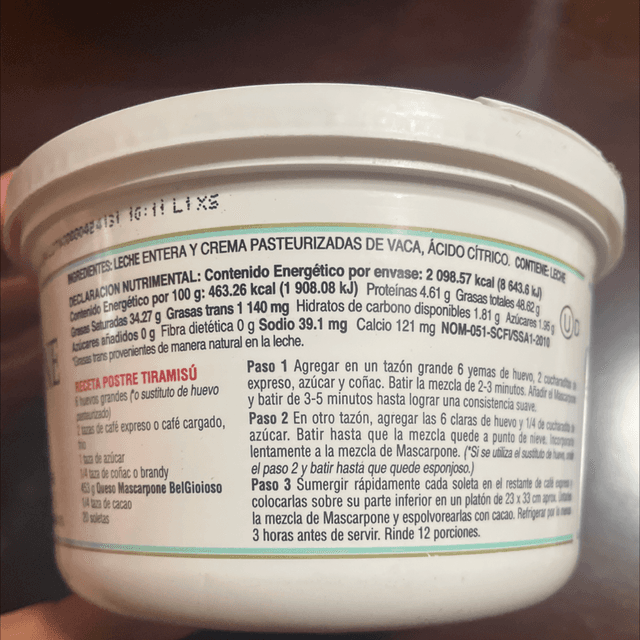 16:11 L1XS
INGREDIENTES: LECHE ENTERA Y CREMA PASTEURIZADAS DE VACA, ÁCIDO CÍTRICO. CONTIENE: LECHE
DECLARACION NUTRIMENTAL: Contenido Energético por envase: 2 098.57 kcal (8 643.6 kJ)
Contenido Energético por 100 g: 463.26 kcal (1 908.08 kJ) Proteínas 4.61 g Grasas totales 48.62 g
Grasas Saturadas 34.27 g Grasas trans 1 140 mg Hidratos de carbono disponibles 1.81 g Azúcares 1.95 g
Azúcares añadidos 0 g Fibra dietética 0 g Sodio 39.1 mg Calcio 121 mg NOM-051-SCFI/SSA1-2010
*Grasas trans provenientes de manera natural en la leche.
U D
RECETA POSTRE TIRAMISÚ
6 huevos grandes (*o sustituto de huevo
pasteurizado)
2 tazas de café expreso o café cargado,
frío
1 taza de azúcar
1/4 taza de coñac o brandy
453 g Queso Mascarpone BelGioioso
1/4 taza de cacao
20 soletas
Paso 1 Agregar en un tazón grande 6 yemas de huevo, 2 cucharaditas de
expreso, azúcar y coñac. Batir la mezcla de 2-3 minutos. Añadir el Mascarpone
y batir de 3-5 minutos hasta lograr una consistencia suave.
Paso 2 En otro tazón, agregar las 6 claras de huevo y 1/4 de cucharadita de
azúcar. Batir hasta que la mezcla quede a punto de nieve. Incorporar
lentamente a la mezcla de Mascarpone. (*Si se utiliza el sustituto de huevo, omita
el paso 2 y batir hasta que quede esponjoso.)
Paso 3 Sumergir rápidamente cada soleta en el restante de café expreso y
colocarlas sobre su parte inferior en un platón de 23 x 33 cm aprox.
la mezcla de Mascarpone y espolvorearlas con cacao. Refrigerar por lo menos
3 horas antes de servir. Rinde 12 porciones.